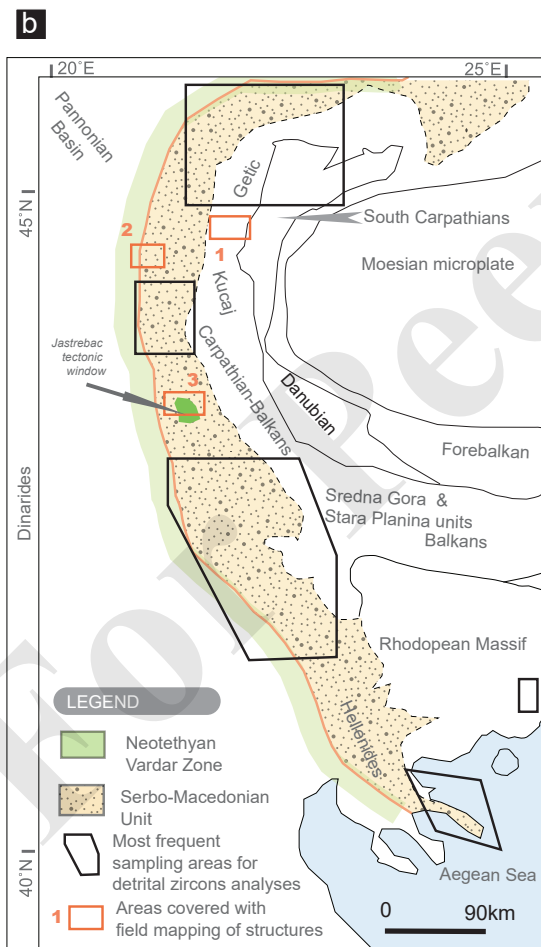 b
20°E
25°E
Pannonian
Basin
45°N
Getic
South Carpathians
2
1
Moesian microplate
Kucaj
Jastrebac
tectonic
window
Carpathian-Balkans
3
Danubian
Forebalkan
Dinarides
Sredna Gora &
Stara Planina units
Balkans
Rhodopean Massif
Hellenides
LEGEND
Neotethyan
Vardar Zone
Serbo-Macedonian
Unit
Most frequent
sampling areas for
detrital zircons analyses
1 Areas covered with
field mapping of structures
40°N
Aegean Sea
0 90km
For Pee